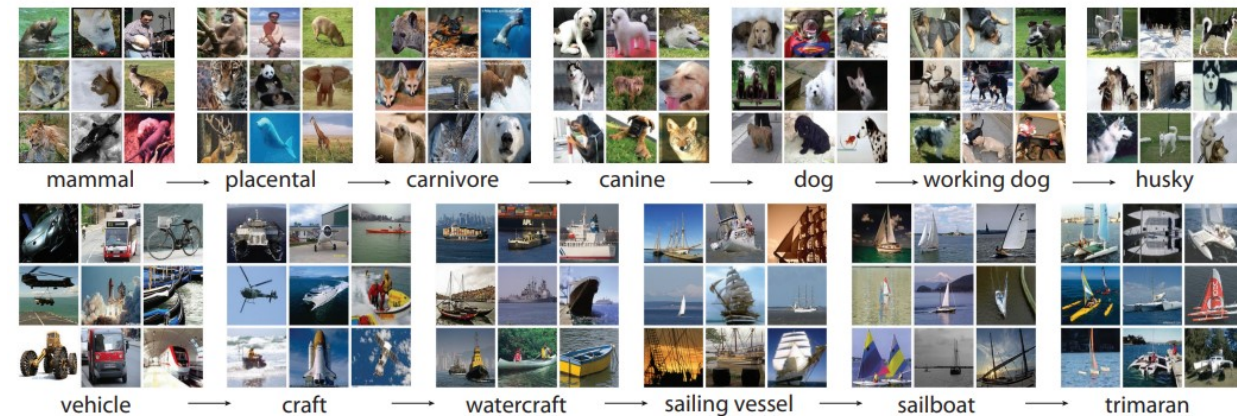 mammal → placental → carnivore → canine → dog → working dog → husky
vehicle → craft → watercraft → sailing vessel → sailboat → trimaran